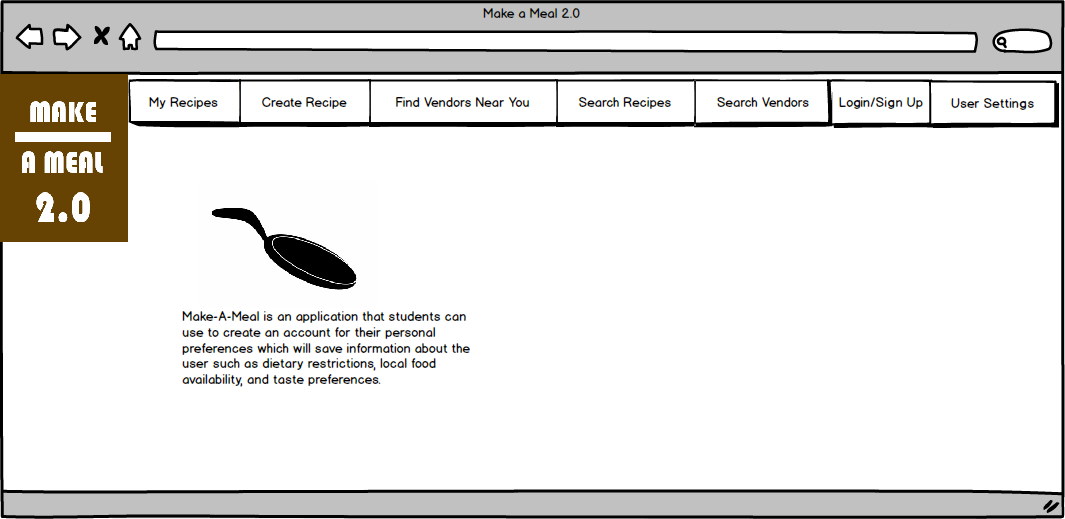 Make a Meal 2.0
MAKE
A MEAL
2.0
My Recipes
Create Recipe
Find Vendors Near You
Search Recipes
Search Vendors
Login/Sign Up
User Settings
Make-A-Meal is an application that students can
use to create an account for their personal
preferences which will save information about the
user such as dietary restrictions, local food
availability, and taste preferences.